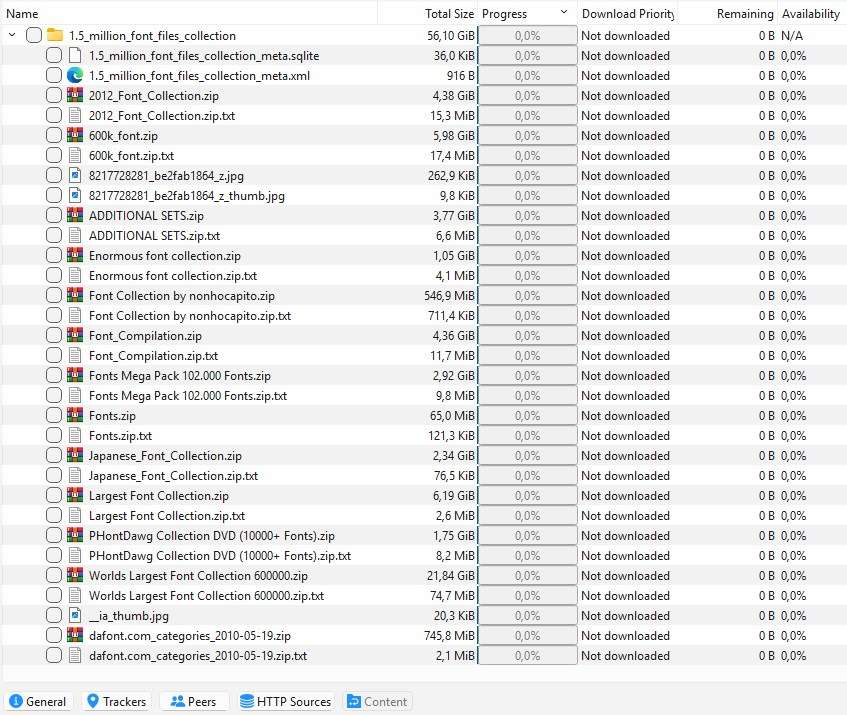 Name Total Size Progress Download Priority Remaining Availability
1.5_million_font_files_collection 56,10 GiB 0,0% Not downloaded 0 B N/A
1.5_million_font_files_collection_meta.sqlite 36,0 KiB 0,0% Not downloaded 0 B 0,0%
1.5_million_font_files_collection_meta.xml 916 B 0,0% Not downloaded 0 B 0,0%
2012_Font_Collection.zip 4,38 GiB 0,0% Not downloaded 0 B 0,0%
2012_Font_Collection.zip.txt 15,3 MiB 0,0% Not downloaded 0 B 0,0%
600k_font.zip 5,98 GiB 0,0% Not downloaded 0 B 0,0%
600k_font.zip.txt 17,4 MiB 0,0% Not downloaded 0 B 0,0%
8217728281_be2fab1864_z.jpg 262,9 KiB 0,0% Not downloaded 0 B 0,0%
8217728281_be2fab1864_z_thumb.jpg 9,8 KiB 0,0% Not downloaded 0 B 0,0%
ADDITIONAL SETS.zip 3,77 GiB 0,0% Not downloaded 0 B 0,0%
ADDITIONAL SETS.zip.txt 6,6 MiB 0,0% Not downloaded 0 B 0,0%
Enormous font collection.zip 1,05 GiB 0,0% Not downloaded 0 B 0,0%
Enormous font collection.zip.txt 4,1 MiB 0,0% Not downloaded 0 B 0,0%
Font Collection by nonhocapito.zip 546,9 MiB 0,0% Not downloaded 0 B 0,0%
Font Collection by nonhocapito.zip.txt 711,4 KiB 0,0% Not downloaded 0 B 0,0%
Font_Compilation.zip 4,36 GiB 0,0% Not downloaded 0 B 0,0%
Font_Compilation.zip.txt 11,7 MiB 0,0% Not downloaded 0 B 0,0%
Fonts Mega Pack 102.000 Fonts.zip 2,92 GiB 0,0% Not downloaded 0 B 0,0%
Fonts Mega Pack 102.000 Fonts.zip.txt 9,8 MiB 0,0% Not downloaded 0 B 0,0%
Fonts.zip 65,0 MiB 0,0% Not downloaded 0 B 0,0%
Fonts.zip.txt 121,3 KiB 0,0% Not downloaded 0 B 0,0%
Japanese_Font_Collection.zip 2,34 GiB 0,0% Not downloaded 0 B 0,0%
Japanese_Font_Collection.zip.txt 76,5 KiB 0,0% Not downloaded 0 B 0,0%
Largest Font Collection.zip 6,19 GiB 0,0% Not downloaded 0 B 0,0%
Largest Font Collection.zip.txt 2,6 MiB 0,0% Not downloaded 0 B 0,0%
PHontDawg Collection DVD (10000+ Fonts).zip 1,75 GiB 0,0% Not downloaded 0 B 0,0%
PHontDawg Collection DVD (10000+ Fonts).zip.txt 8,2 MiB 0,0% Not downloaded 0 B 0,0%
Worlds Largest Font Collection 600000.zip 21,84 GiB 0,0% Not downloaded 0 B 0,0%
Worlds Largest Font Collection 600000.zip.txt 74,7 MiB 0,0% Not downloaded 0 B 0,0%
__ia_thumb.jpg 20,3 KiB 0,0% Not downloaded 0 B 0,0%
dafont.com_categories_2010-05-19.zip 745,8 MiB 0,0% Not downloaded 0 B 0,0%
dafont.com_categories_2010-05-19.zip.txt 2,1 MiB 0,0% Not downloaded 0 B 0,0%
General Trackers Peers HTTP Sources Content